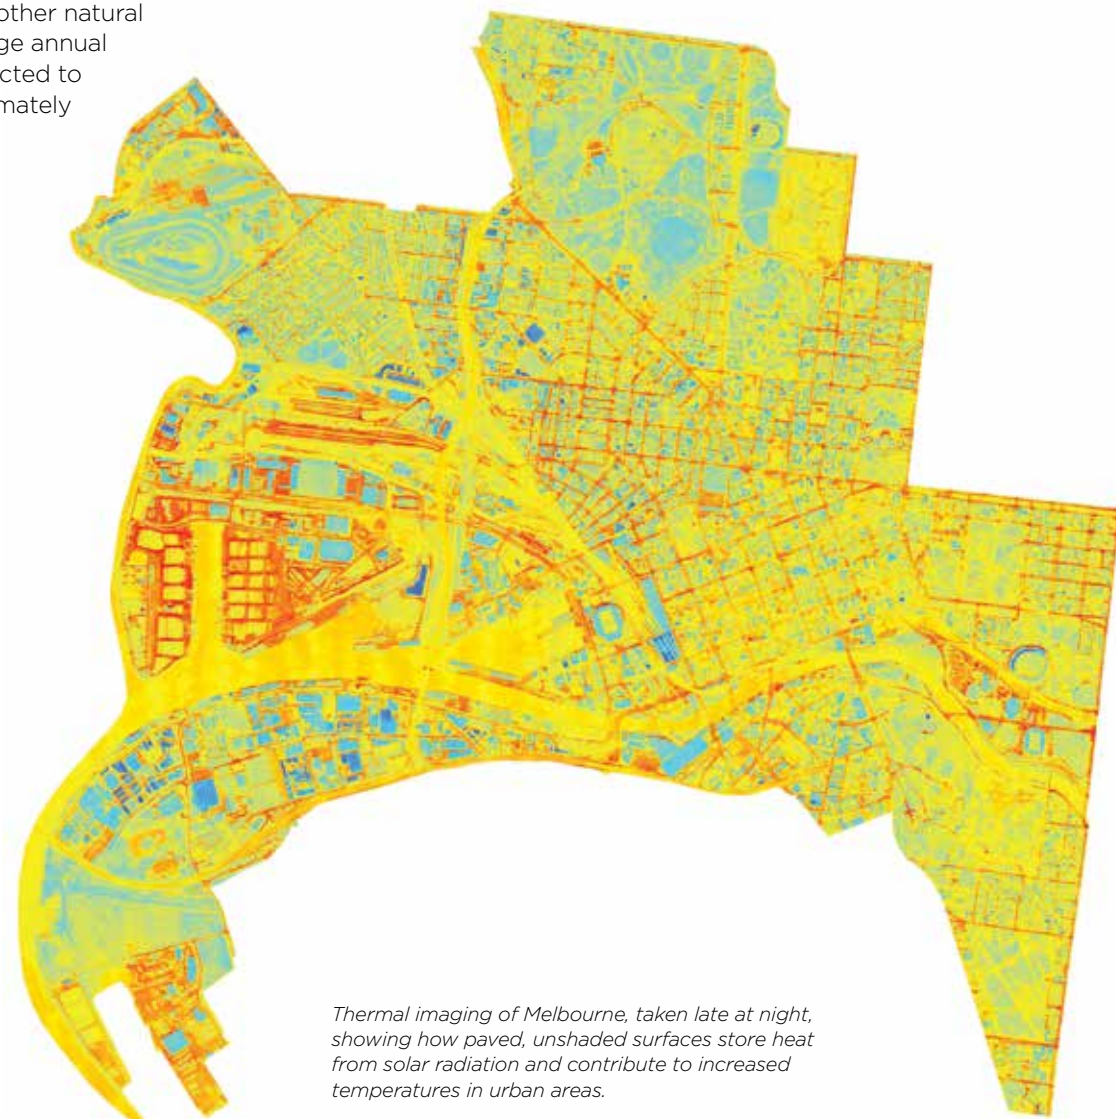 other natural
ge annual
cted to
mately
Thermal imaging of Melbourne, taken late at night,
showing how paved, unshaded surfaces store heat
from solar radiation and contribute to increased
temperatures in urban areas.